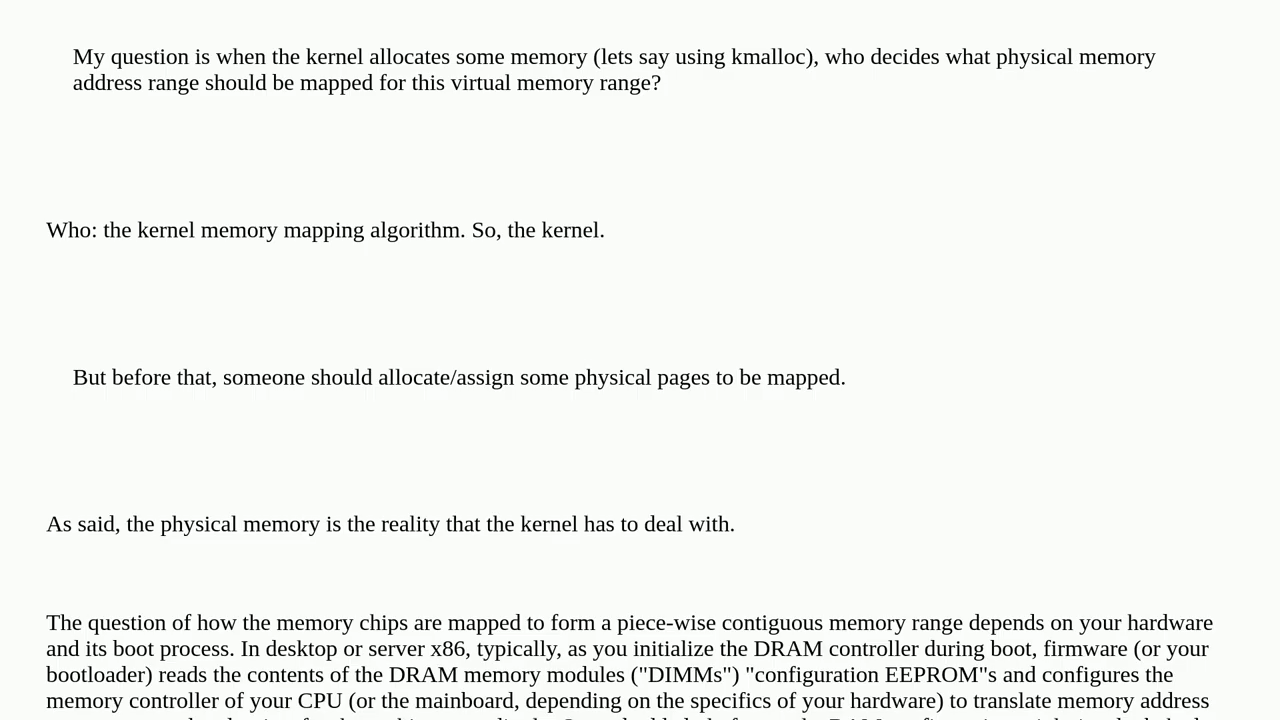 My question is when the kernel allocates some memory (lets say using kmalloc), who decides what physical memory
address range should be mapped for this virtual memory range?
Who: the kernel memory mapping algorithm. So, the kernel.
But before that, someone should allocate/assign some physical pages to be mapped.
As said, the physical memory is the reality that the kernel has to deal with.
The question of how the memory chips are mapped to form a piece-wise contiguous memory range depends on your hardware
and its boot process. In desktop or server x86, typically, as you initialize the DRAM controller during boot, firmware (or your
bootloader) reads the contents of the DRAM memory modules ("DIMMs") "configuration EEPROM"s and configures the
memory controller of your CPU (or the mainboard, depending on the specifics of your hardware) to translate memory address